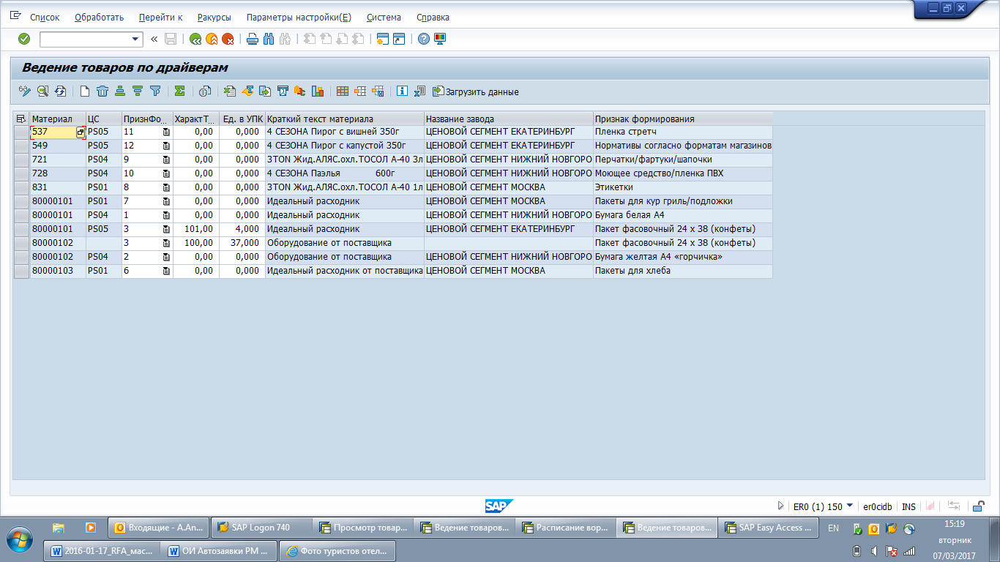 Список Обработать Перейти к Ракурсы Параметры настройки(E) Система Справка
Ведение товаров по драйверам
Загрузить данные
Материал ЦС ПризнФо... ХарактТ... Ед. в УПК Краткий текст материала Название завода Признак формирования
537 PS05 11 0,00 0,000 4 СЕЗОНА Пирог с вишней 350г ЦЕНОВОЙ СЕГМЕНТ ЕКАТЕРИНБУРГ Пленка стретч
549 PS05 12 0,00 0,000 4 СЕЗОНА Пирог с капустой 350г ЦЕНОВОЙ СЕГМЕНТ ЕКАТЕРИНБУРГ Нормативы согласно форматам магазинов
721 PS04 9 0,00 0,000 3TON Жид.АЛЯС.охл.ТОСОЛ А-40 3л ЦЕНОВОЙ СЕГМЕНТ НИЖНИЙ НОВГОРО Перчатки/фартуки/шапочки
728 PS04 10 0,00 0,000 4 СЕЗОНА Паэлья 600г ЦЕНОВОЙ СЕГМЕНТ НИЖНИЙ НОВГОРО Моющее средство/пленка ПВХ
831 PS01 8 0,00 0,000 3TON Жид.АЛЯС.охл.ТОСОЛ А-40 1л ЦЕНОВОЙ СЕГМЕНТ МОСКВА Этикетки
80000101 PS01 7 0,00 0,000 Идеальный расходник ЦЕНОВОЙ СЕГМЕНТ МОСКВА Пакеты для кур гриль/подложки
80000101 PS04 1 0,00 0,000 Идеальный расходник ЦЕНОВОЙ СЕГМЕНТ НИЖНИЙ НОВГОРО Бумага белая А4
80000101 PS05 3 101,00 4,000 Идеальный расходник ЦЕНОВОЙ СЕГМЕНТ ЕКАТЕРИНБУРГ Пакет фасовочный 24 х 38 (конфеты)
80000102 3 100,00 37,000 Оборудование от поставщика Пакет фасовочный 24 х 38 (конфеты)
80000102 PS04 2 0,00 0,000 Оборудование от поставщика ЦЕНОВОЙ СЕГМЕНТ НИЖНИЙ НОВГОРО Бумага желтая А4 «горчичка»
80000103 PS01 6 0,00 0,000 Идеальный расходник от поставщика ЦЕНОВОЙ СЕГМЕНТ МОСКВА Пакеты для хлеба
SAP ER0 (1) 150 er0cidb INS
Входящие - A.An... SAP Logon 740 Просмотр товар... Ведение товаров... Расписание вор... Ведение товаров... SAP Easy Access ... EN 15:19
вторник
2016-01-17_RFA_мас... ОИ Автозаявки РМ ... Фото туристов отел... 07/03/2017